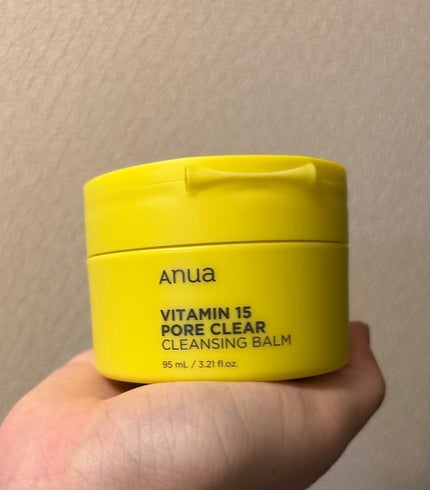 Anua
VITAMIN 15
PORE CLEAR
CLEANSING BALM
95 mL / 3.21 fl.oz.